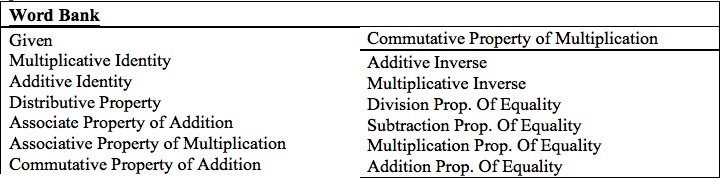 Word Bank
Given
Multiplicative Identity
Additive Identity
Distributive Property
Associate Property of Addition
Associative Property of Multiplication
Commutative Property of Addition
Commutative Property of Multiplication
Additive Inverse
Multiplicative Inverse
Division Prop. Of Equality
Subtraction Prop. Of Equality
Multiplication Prop. Of Equality
Addition Prop. Of Equality